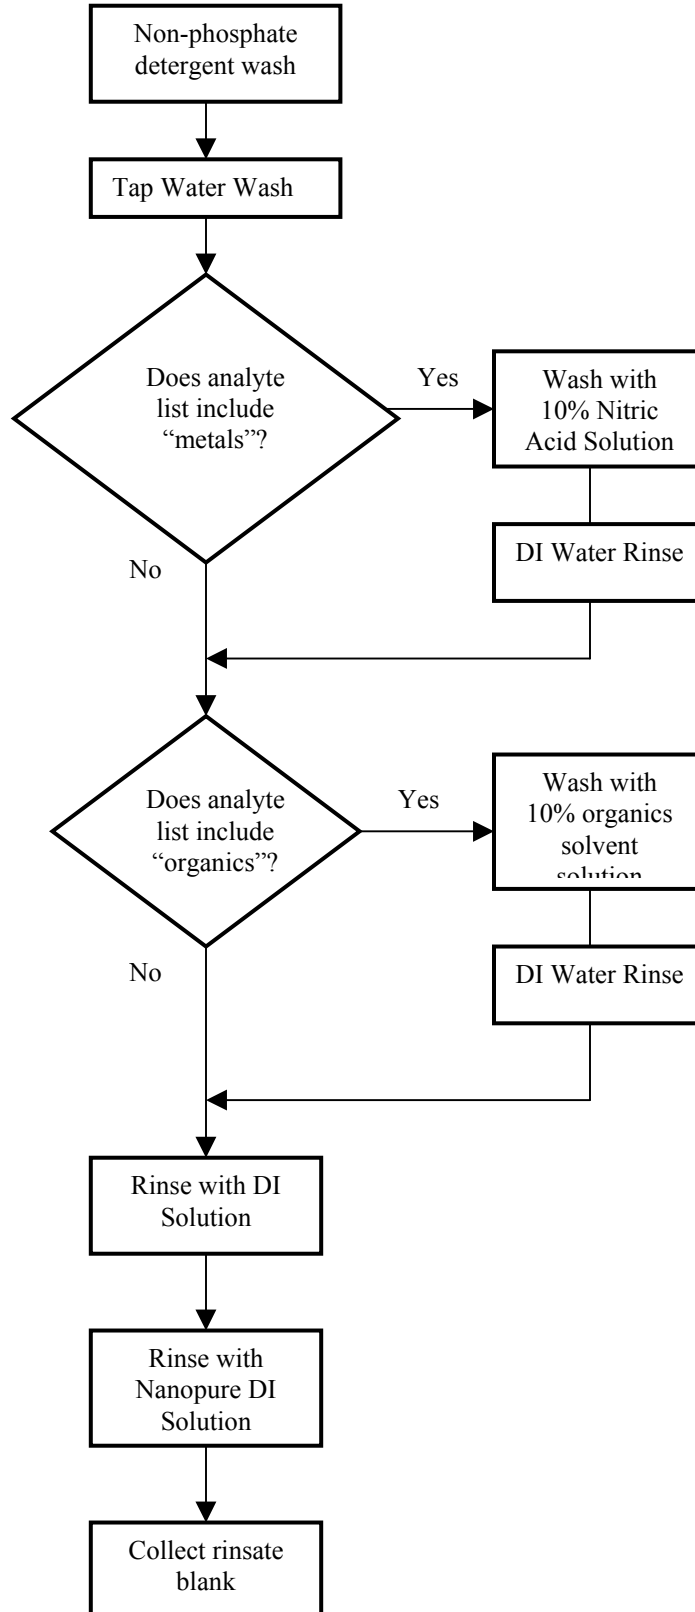 Non-phosphate
detergent wash
Tap Water Wash
Does analyte
list include
“metals”?
Yes
Wash with
10% Nitric
Acid Solution
DI Water Rinse
No
Does analyte
list include
“organics”?
Yes
Wash with
10% organics
solvent
solution
DI Water Rinse
No
Rinse with DI
Solution
Rinse with
Nanopure DI
Solution
Collect rinsate
blank